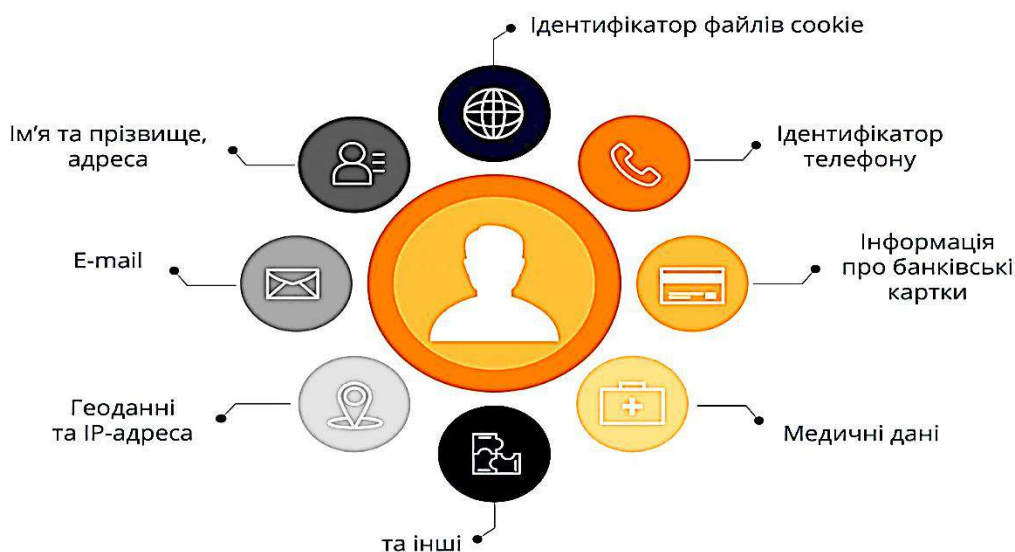 Ідентифікатор файлів cookie
Ім’я та прізвище,
адреса
Ідентифікатор
телефону
E-mail
Інформація
про банківські
картки
Геоданні
та IP-адреса
Медичні дані
та інші